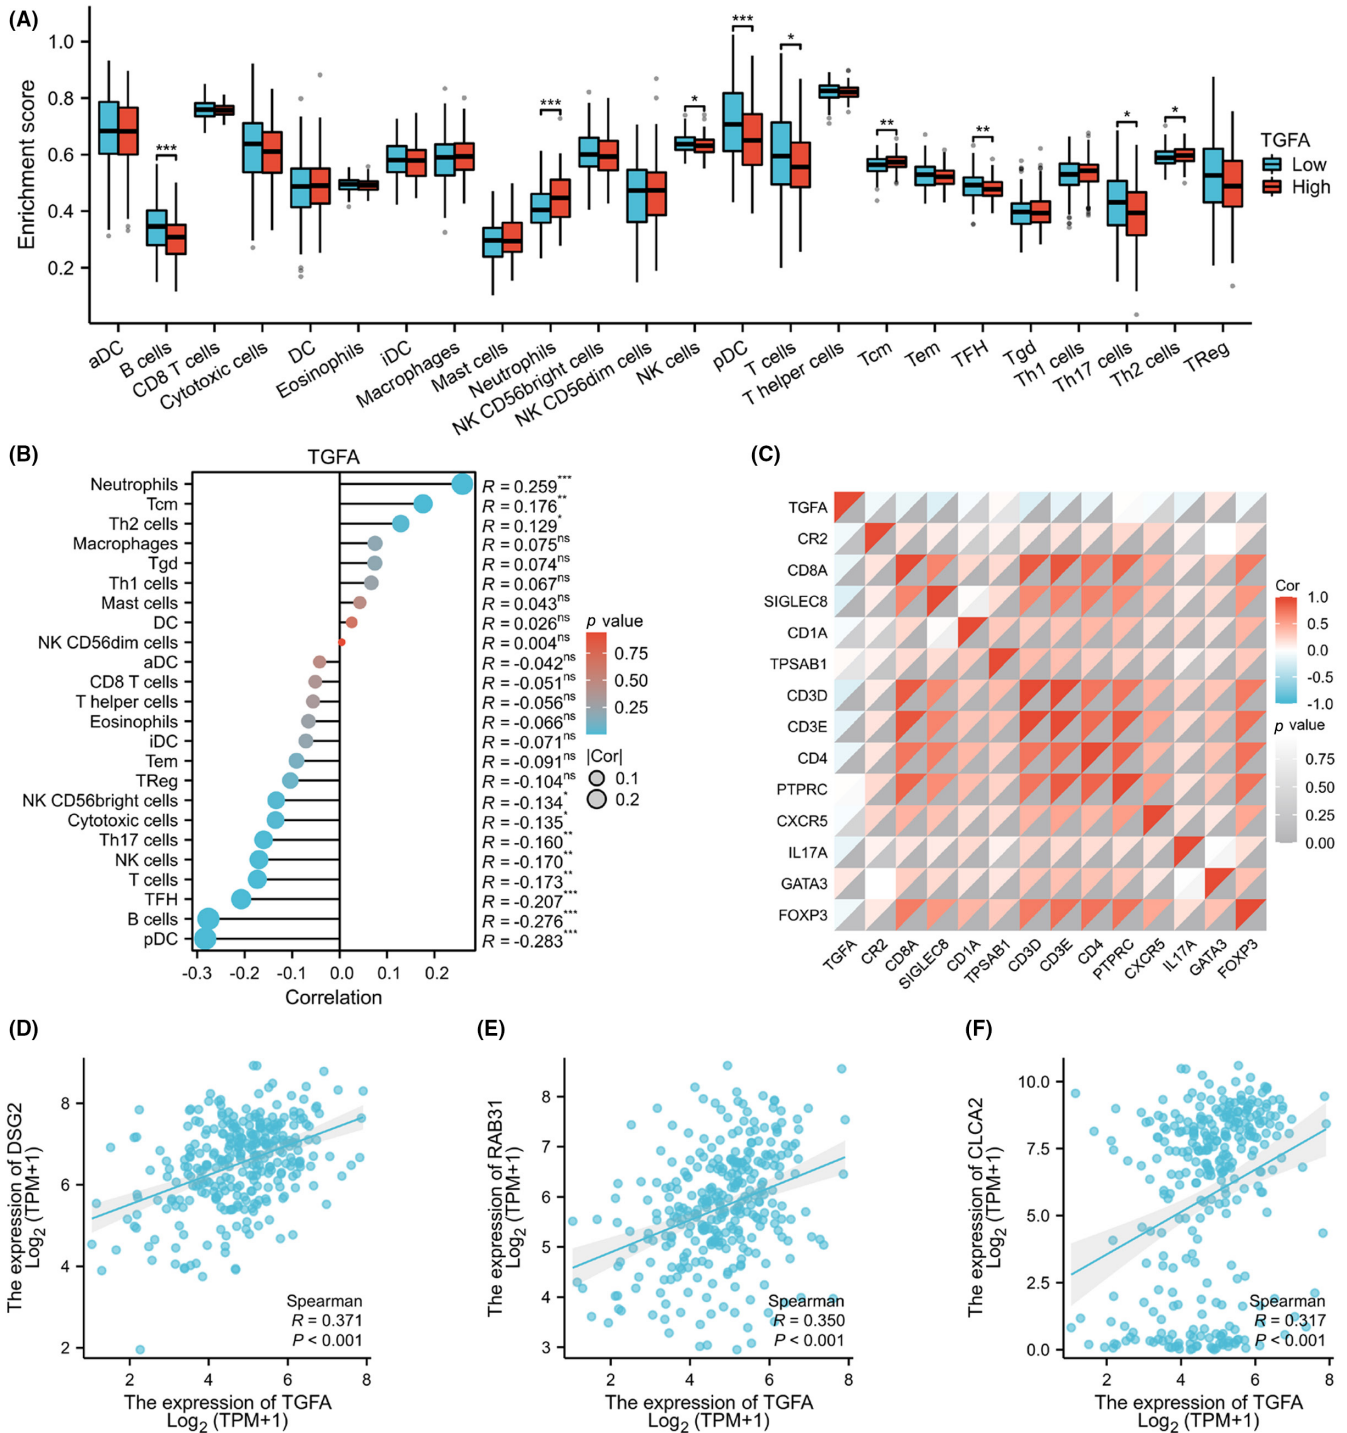 (A)
Enrichment score
1.0
0.8
0.6
0.4
0.2
***
***
*
***
*
**
**
*
*
aDC
B cells
CD8 T cells
Cytotoxic cells
DC
Eosinophils
iDC
Macrophages
Mast cells
Neutrophils
NK CD56bright cells
NK CD56dim cells
NK cells
pDC
T cells
T helper cells
Tcm
Tem
TFH
Tgd
Th1 cells
Th17 cells
Th2 cells
TReg
TGFA
Low
High
(B)
TGFA
Neutrophils R = 0.259***
Tcm R = 0.176**
Th2 cells R = 0.129*
Macrophages R = 0.075ns
Tgd R = 0.074ns
Th1 cells R = 0.067ns
Mast cells R = 0.043ns
DC R = 0.026ns
NK CD56dim cells R = 0.004ns
aDC R = -0.042ns
CD8 T cells R = -0.051ns
T helper cells R = -0.056ns
Eosinophils R = -0.066ns
iDC R = -0.071ns
Tem R = -0.091ns
TReg R = -0.104ns
NK CD56bright cells R = -0.134*
Cytotoxic cells R = -0.135*
Th17 cells R = -0.160**
NK cells R = -0.170**
T cells R = -0.173**
TFH R = -0.207***
B cells R = -0.276***
pDC R = -0.283***
-0.3 -0.2 -0.1 0.0 0.1 0.2
Correlation
p value
0.75
0.50
0.25
|Cor|
0.1
0.2
(C)
TGFA
CR2
CD8A
SIGLEC8
CD1A
TPSAB1
CD3D
CD3E
CD4
PTPRC
CXCR5
IL17A
GATA3
FOXP3
TGFA
CR2
CD8A
SIGLEC8
CD1A
TPSAB1
CD3D
CD3E
CD4
PTPRC
CXCR5
IL17A
GATA3
FOXP3
Cor
1.0
0.5
0.0
-0.5
-1.0
p value
0.75
0.50
0.25
0.00
(D)
The expression of DSG2
Log2 (TPM+1)
8
6
4
2
Spearman
R = 0.371
P < 0.001
2 4 6 8
The expression of TGFA
Log2 (TPM+1)
(E)
The expression of RAB31
Log2 (TPM+1)
8
7
6
5
4
3
Spearman
R = 0.350
P < 0.001
2 4 6 8
The expression of TGFA
Log2 (TPM+1)
(F)
The expression of CLCA2
Log2 (TPM+1)
10.0
7.5
5.0
2.5
0.0
Spearman
R = 0.317
P < 0.001
2 4 6 8
The expression of TGFA
Log2 (TPM+1)